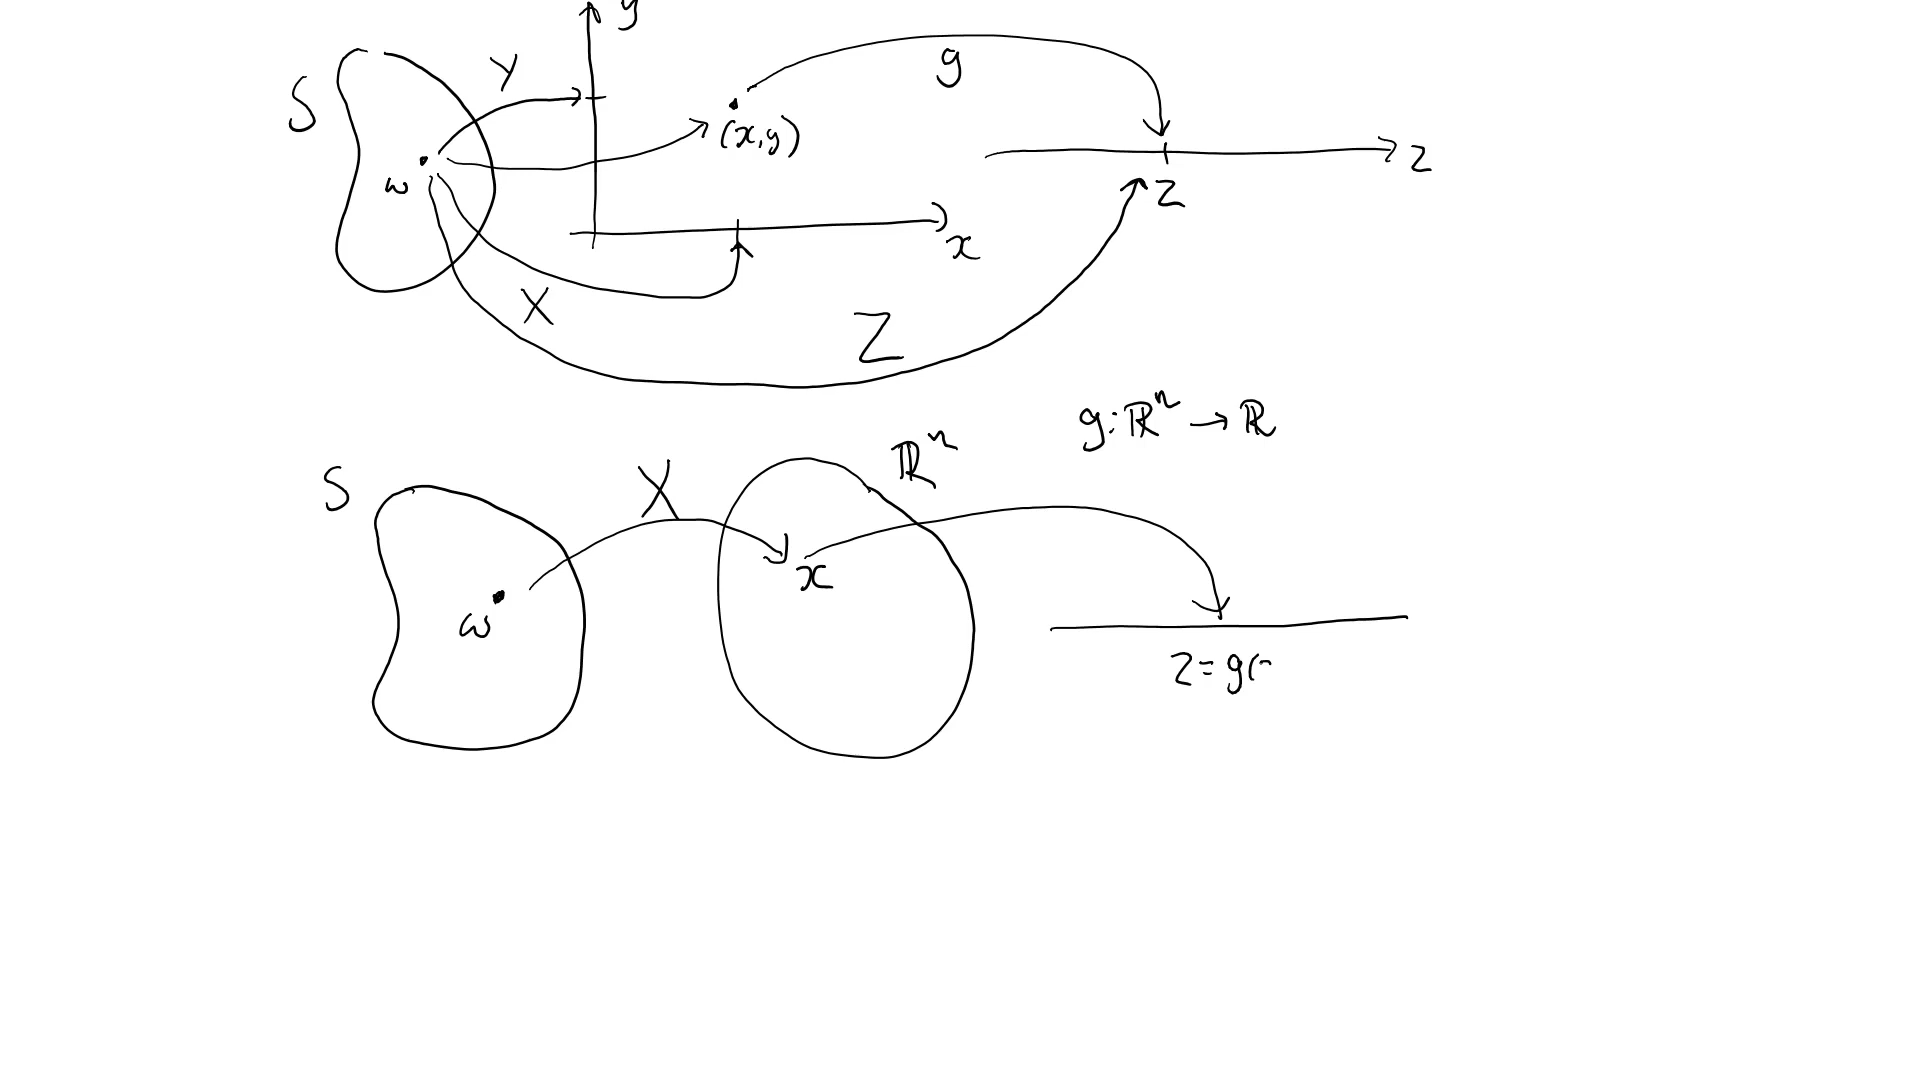 y
S
Y
g
(x,y)
ω
z
z
x
X
Z
g: ℝⁿ → ℝ
ℝⁿ
S
X
x
ω
z = g(